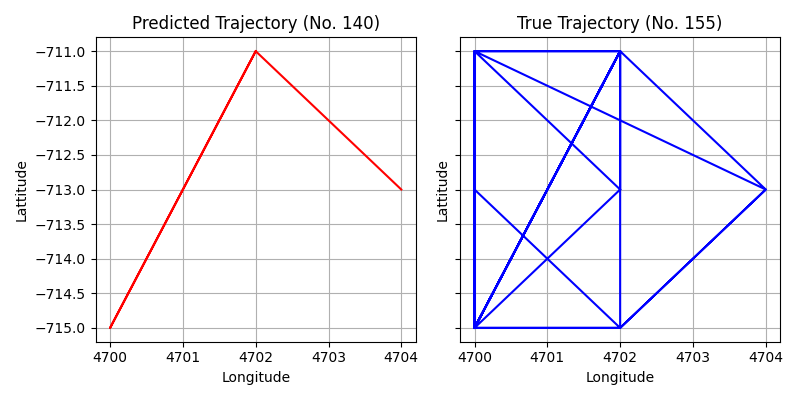 Predicted Trajectory (No. 140)
True Trajectory (No. 155)
Lattitude
−711.0
−711.5
−712.0
−712.5
−713.0
−713.5
−714.0
−714.5
−715.0
4700 4701 4702 4703 4704
Longitude
Lattitude
4700 4701 4702 4703 4704
Longitude